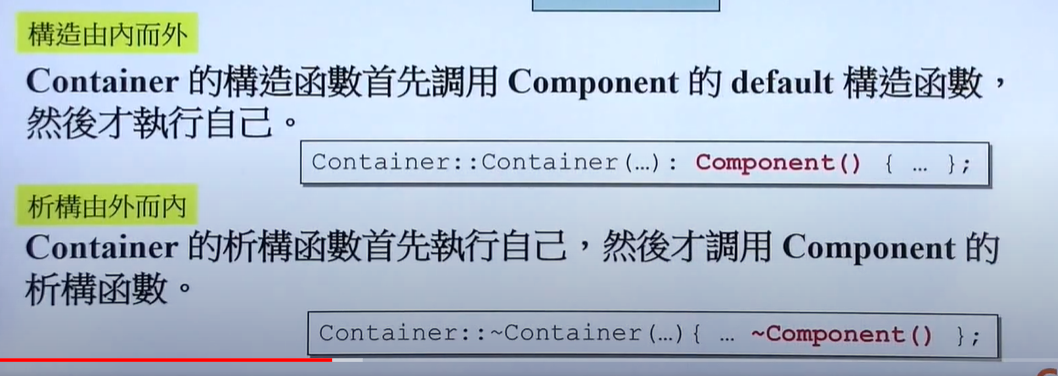 構造由內而外
Container 的構造函數首先調用 Component 的 default 構造函數，
然後才執行自己。
Container::Container(…): Component() { … };
析構由外而內
Container 的析構函數首先執行自己，然後才調用 Component 的
析構函數。
Container::~Container(…){ … ~Component() };